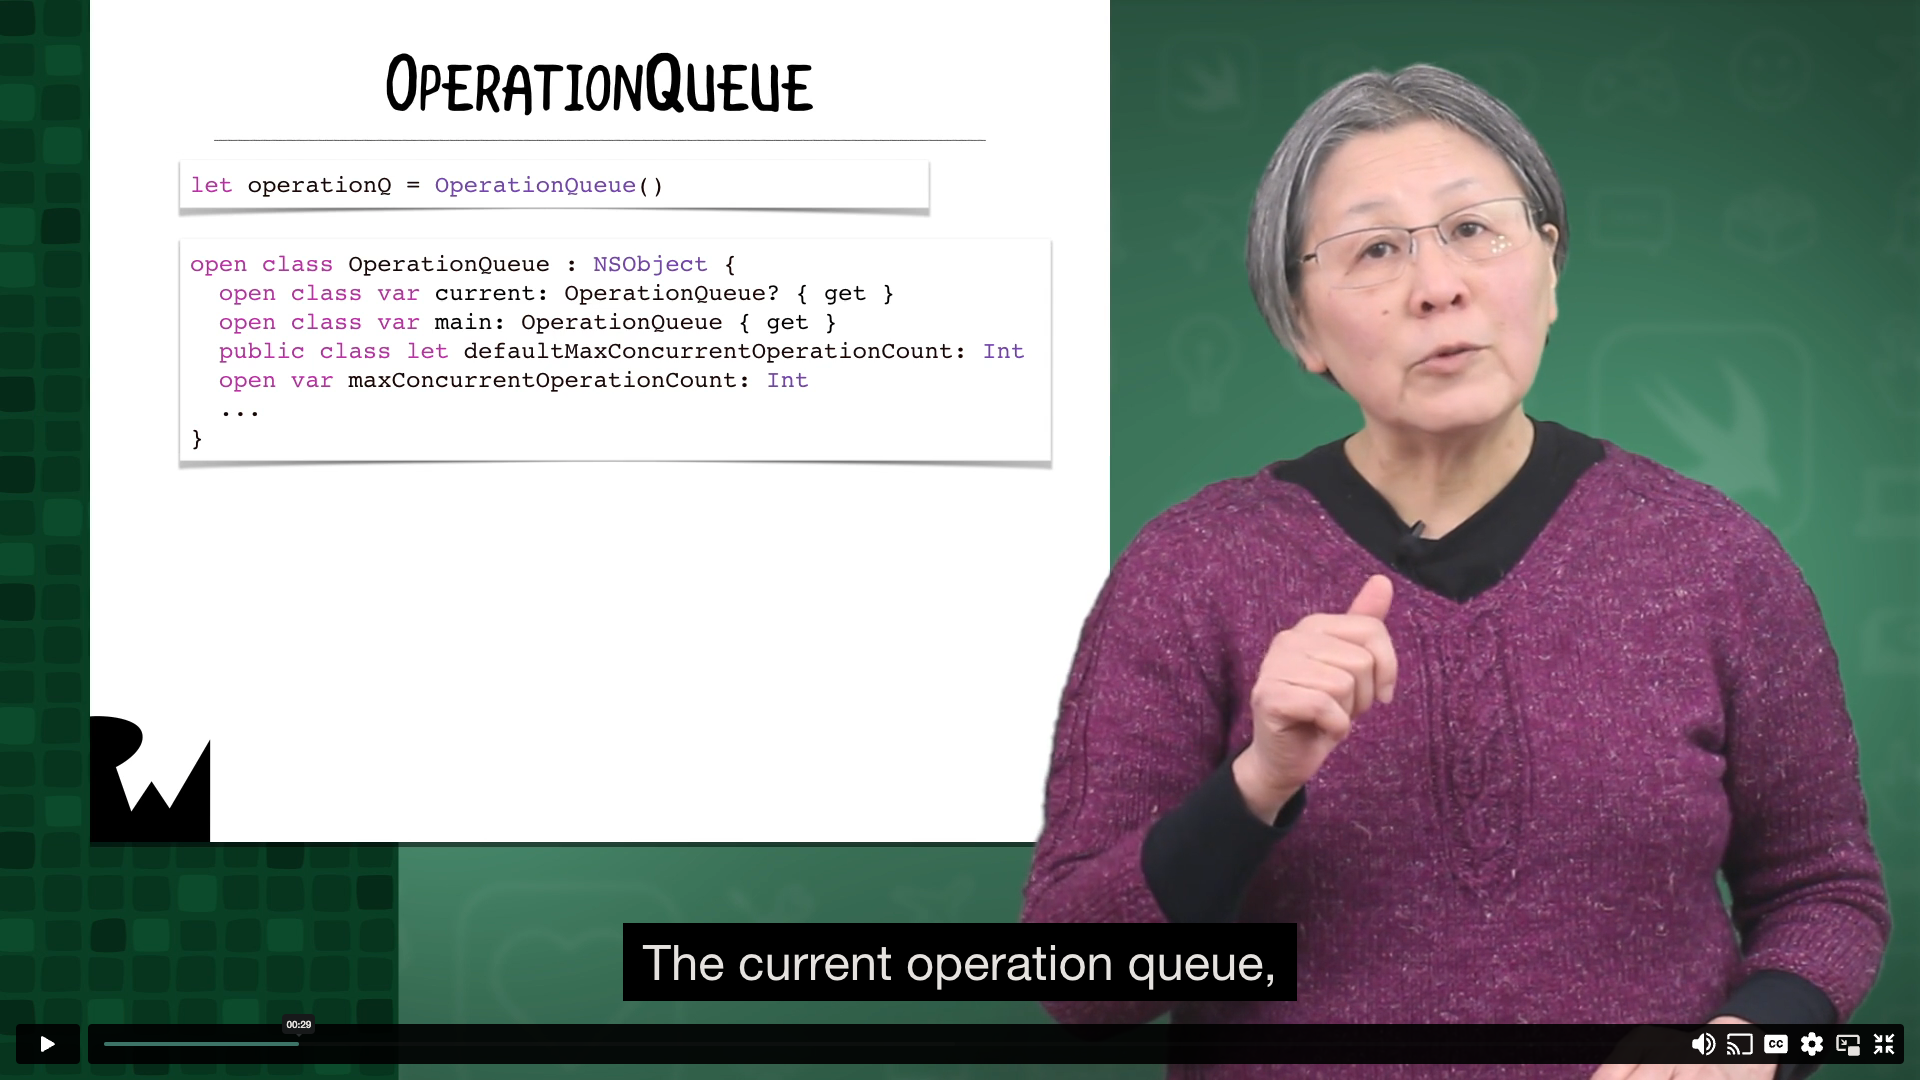 OPERATIONQUEUE
let operationQ = OperationQueue()
open class OperationQueue : NSObject {
open class var current: OperationQueue? { get }
open class var main: OperationQueue { get }
public class let defaultMaxConcurrentOperationCount: Int
open var maxConcurrentOperationCount: Int
...
}
RW
The current operation queue,
00:29
CC